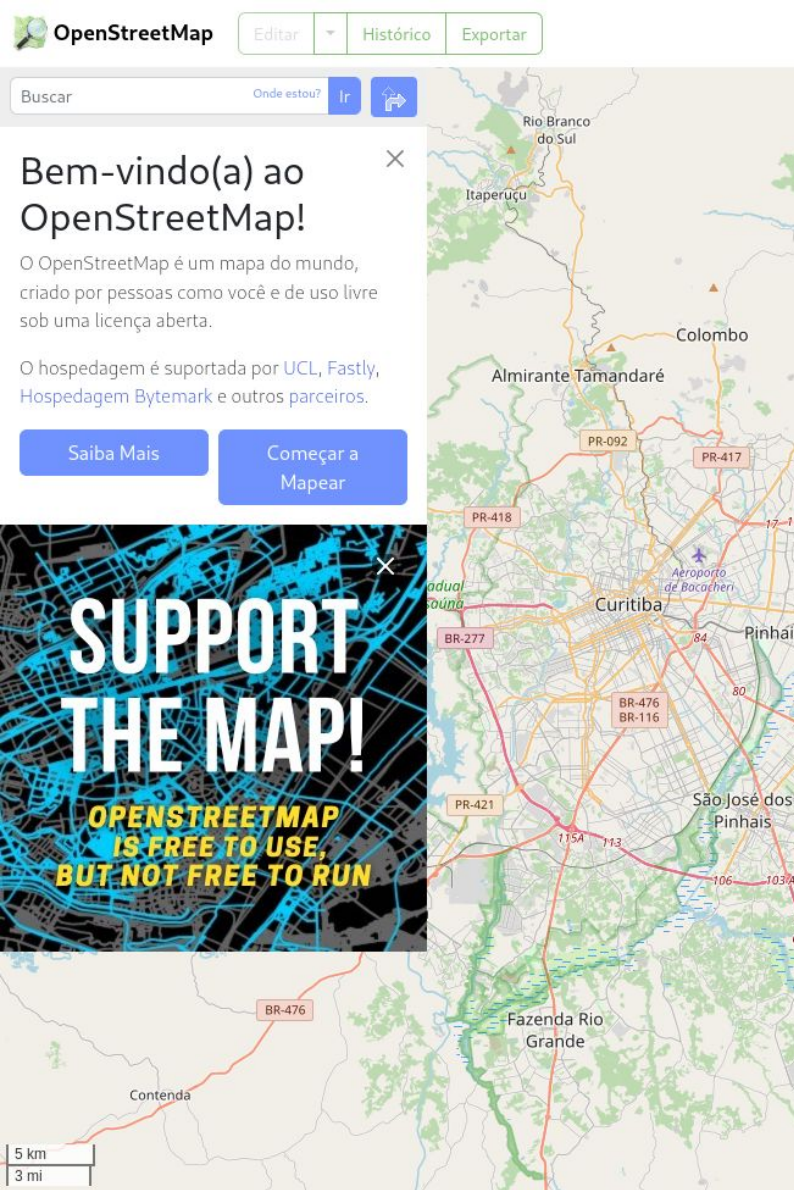 OpenStreetMap
Editar
Histórico
Exportar
Buscar
Onde estou?
Ir
Bem-vindo(a) ao
OpenStreetMap!
O OpenStreetMap é um mapa do mundo,
criado por pessoas como você e de uso livre
sob uma licença aberta.
O hospedagem é suportada por UCL, Fastly,
Hospedagem Bytemark e outros parceiros.
Saiba Mais
Começar a
Mapear
SUPPORT
THE MAP!
OPENSTREETMAP
IS FREE TO USE,
BUT NOT FREE TO RUN
Rio Branco
do Sul
Itaperuçu
Colombo
Almirante Tamandaré
PR-092
PR-417
PR-418
17
Aeroporto
de Bacacheri
Curitiba
BR-277
84
Pinhai
80
BR-476
BR-116
PR-421
São José dos
Pinhais
115A
113
106
103A
Fazenda Rio
Grande
BR-476
Contenda
5 km
3 mi